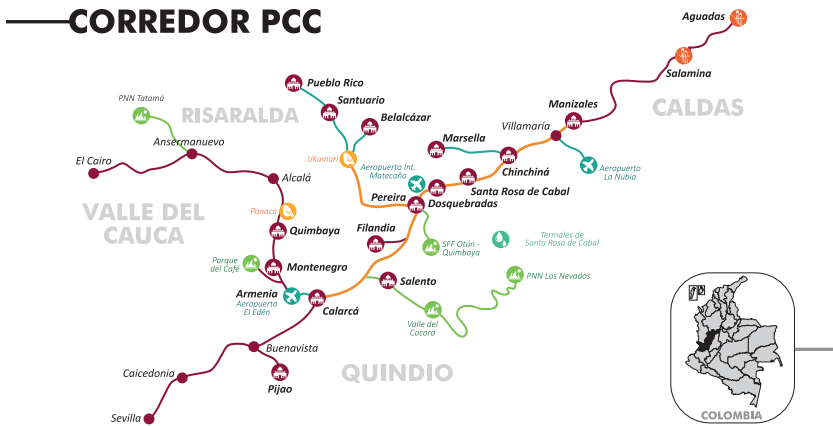 CORREDOR PCC
Aguadas
Salamina
CALDAS
Manizales
Villamaría
Aeropuerto
La Nubia
Pueblo Rico
Santuario
Belalcázar
PNN Tatamá
RISARALDA
Marsella
Chinchiná
Ukumarí
Aeropuerto Int.
Matecaña
Santa Rosa de Cabal
Pereira
Dosquebradas
Ansermanuevo
El Cairo
Alcalá
VALLE DEL
CAUCA
Panaca
Quimbaya
Filandia
SFF Otún -
Quimbaya
Termales de
Santa Rosa de Cabal
Parque
del Café
Montenegro
Salento
PNN Los Nevados
Armenia
Aeropuerto
El Edén
Calarcá
Valle del
Cocora
Buenavista
Caicedonia
Pijao
QUINDIO
Sevilla
COLOMBIA